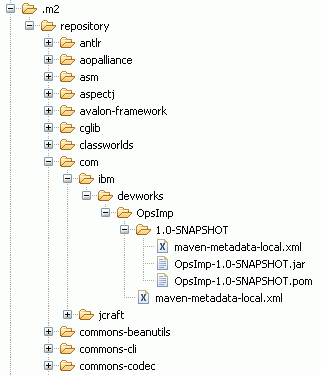 .m2
repository
antlr
aopalliance
asm
aspectj
avalon-framework
cglib
classworlds
com
ibm
devworks
OpsImp
1.0-SNAPSHOT
maven-metadata-local.xml
OpsImp-1.0-SNAPSHOT.jar
OpsImp-1.0-SNAPSHOT.pom
maven-metadata-local.xml
jcraft
commons-beanutils
commons-cli
commons-codec